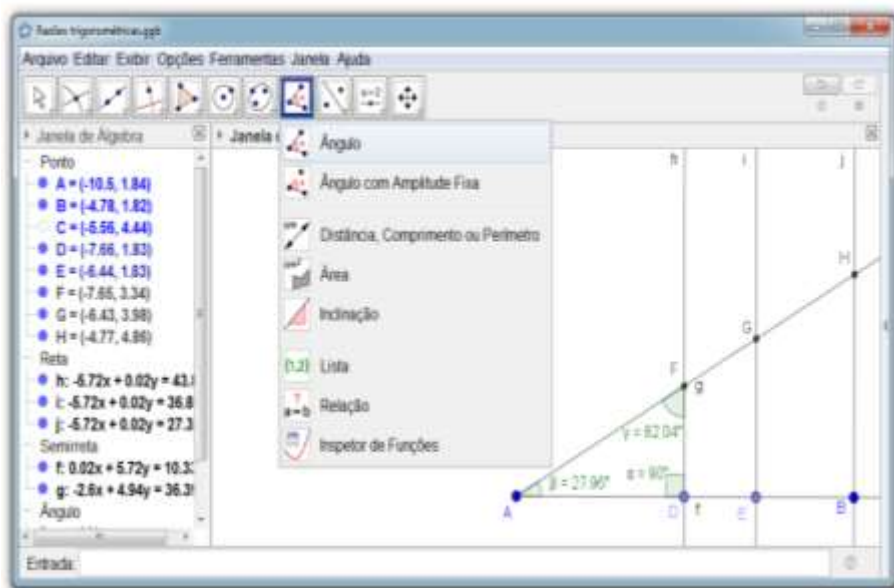 Razões trigonométricas.ggb
Arquivo Editar Exibir Opções Ferramentas Janela Ajuda
Janela de Álgebra
Janela
Ponto
A = (-10.5, 1.84)
B = (-4.78, 1.82)
C = (-5.56, 4.44)
D = (-7.66, 1.83)
E = (-6.44, 1.83)
F = (-7.65, 3.34)
G = (-6.43, 3.98)
H = (-4.77, 4.86)
Reta
h: -5.72x + 0.02y = 43.
i: -5.72x + 0.02y = 36.8
j: -5.72x + 0.02y = 27.3
Semirreta
f: 0.02x + 5.72y = 10.3
g: -2.6x + 4.94y = 36.3
Ângulo
Ângulo
Ângulo com Amplitude Fixa
Distância, Comprimento ou Perímetro
Área
Inclinação
{1,2} Lista
a=b Relação
Inspetor de Funções
h i j
H
G
F
g
γ = 62.04°
β = 27.96°
α = 90°
A D f E B
Entrada: